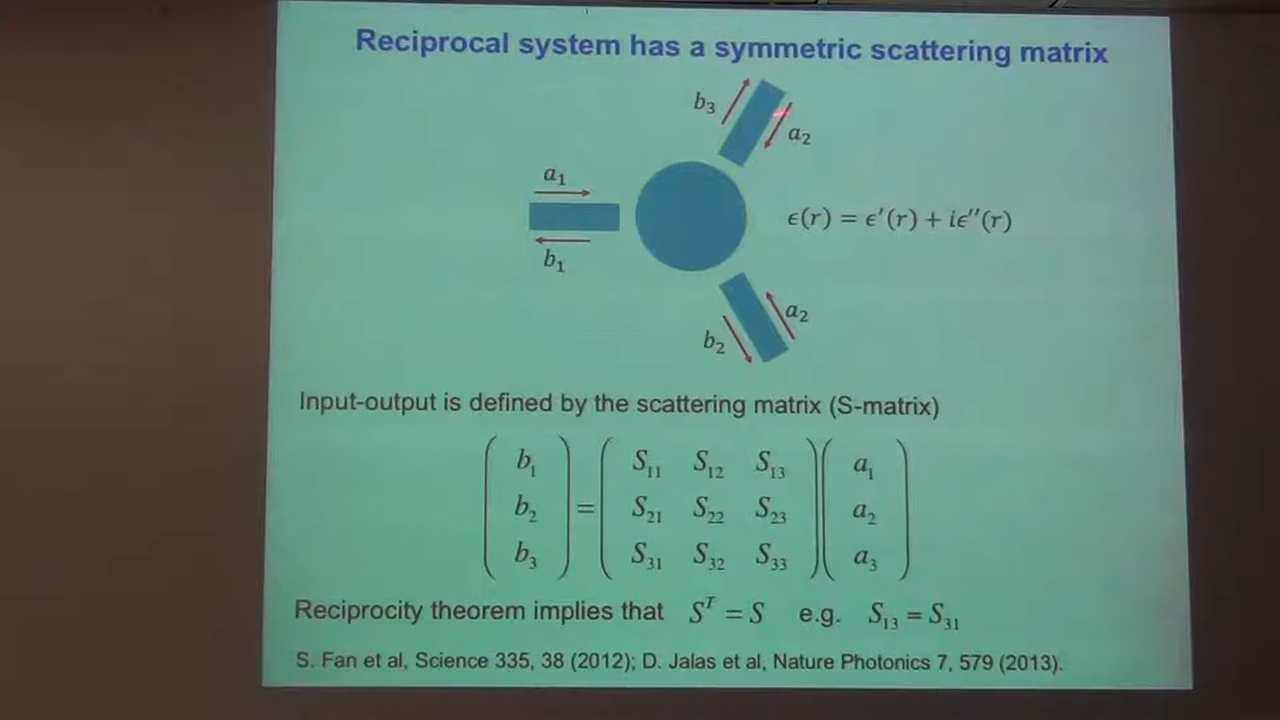 Reciprocal system has a symmetric scattering matrix
b₃
a₂
a₁
ϵ(r) = ϵ′(r) + iϵ″(r)
b₁
a₂
b₂
Input-output is defined by the scattering matrix (S-matrix)
b₁ S₁₁ S₁₂ S₁₃ a₁
b₂ = S₂₁ S₂₂ S₂₃ a₂
b₃ S₃₁ S₃₂ S₃₃ a₃
Reciprocity theorem implies that Sᵀ = S e.g. S₁₃ = S₃₁
S. Fan et al, Science 335, 38 (2012); D. Jalas et al, Nature Photonics 7, 579 (2013).